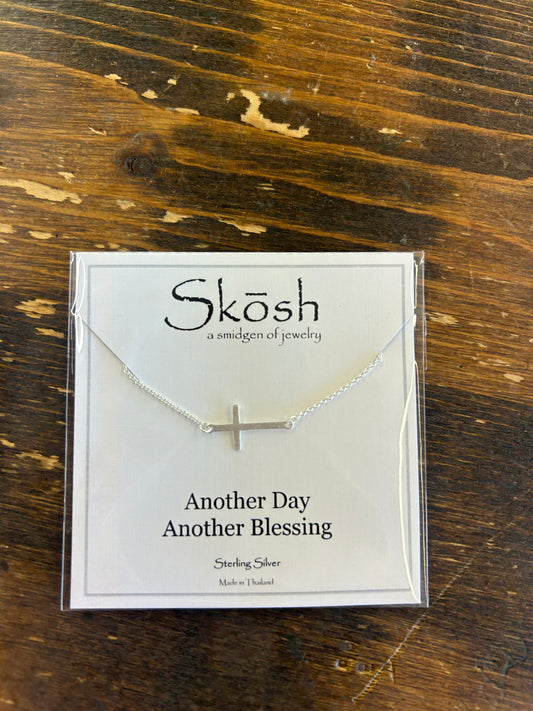 Skōsh
a smidgen of jewelry
Another Day
Another Blessing
Sterling Silver
Made in Thailand